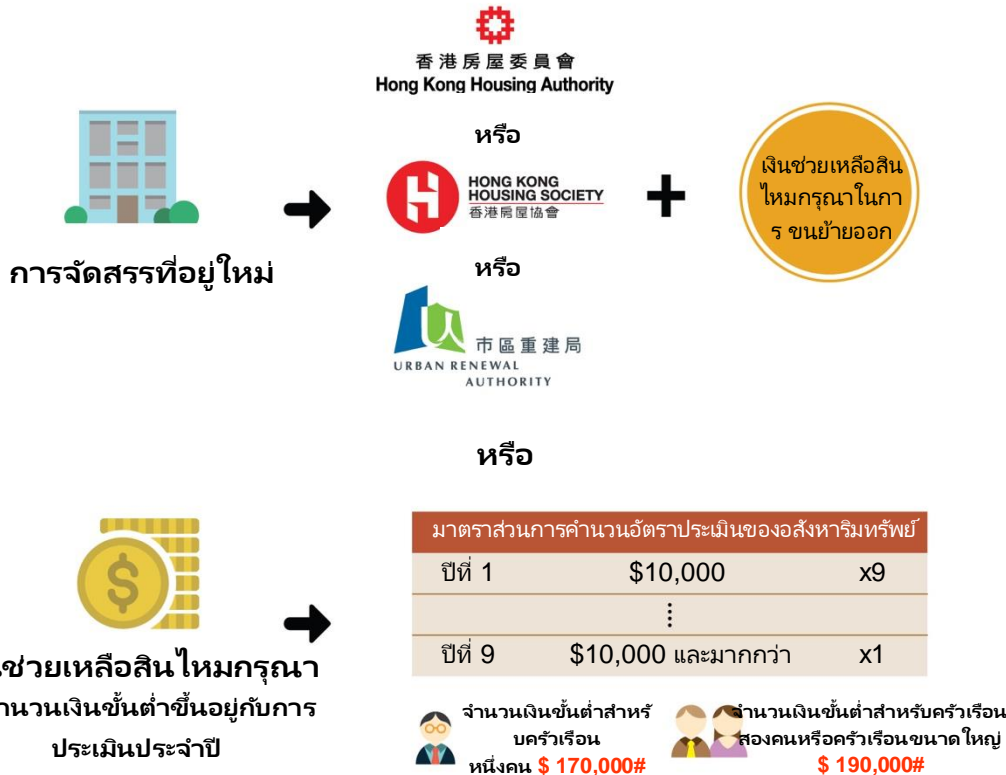 香港房屋委員會
Hong Kong Housing Authority
หรือ
HONG KONG
HOUSING SOCIETY
香港房屋協會
+
เงินช่วยเหลือสิน
ไหมกรุณาในกา
ร ขนย้ายออก
การจัดสรรที่อยู่ใหม่
หรือ
市區重建局
URBAN RENEWAL
AUTHORITY
หรือ
มาตราส่วนการคำนวนอัตราประเมินของอสังหาริมทรัพย์
ปีที่ 1 $10,000 x9
ปีที่ 9 $10,000 และมากกว่า x1
$
นช่วยเหลือสินไหมกรุณา
านวนเงินขั้นต่ำขึ้นอยู่กับการ
ประเมินประจำปี
จำนวนเงินขั้นต่ำสำหรั
บครัวเรือน
หนึ่งคน $ 170,000#
จำนวนเงินขั้นต่ำสำหรับครัวเรือน
สองคนหรือครัวเรือนขนาดใหญ่
$ 190,000#